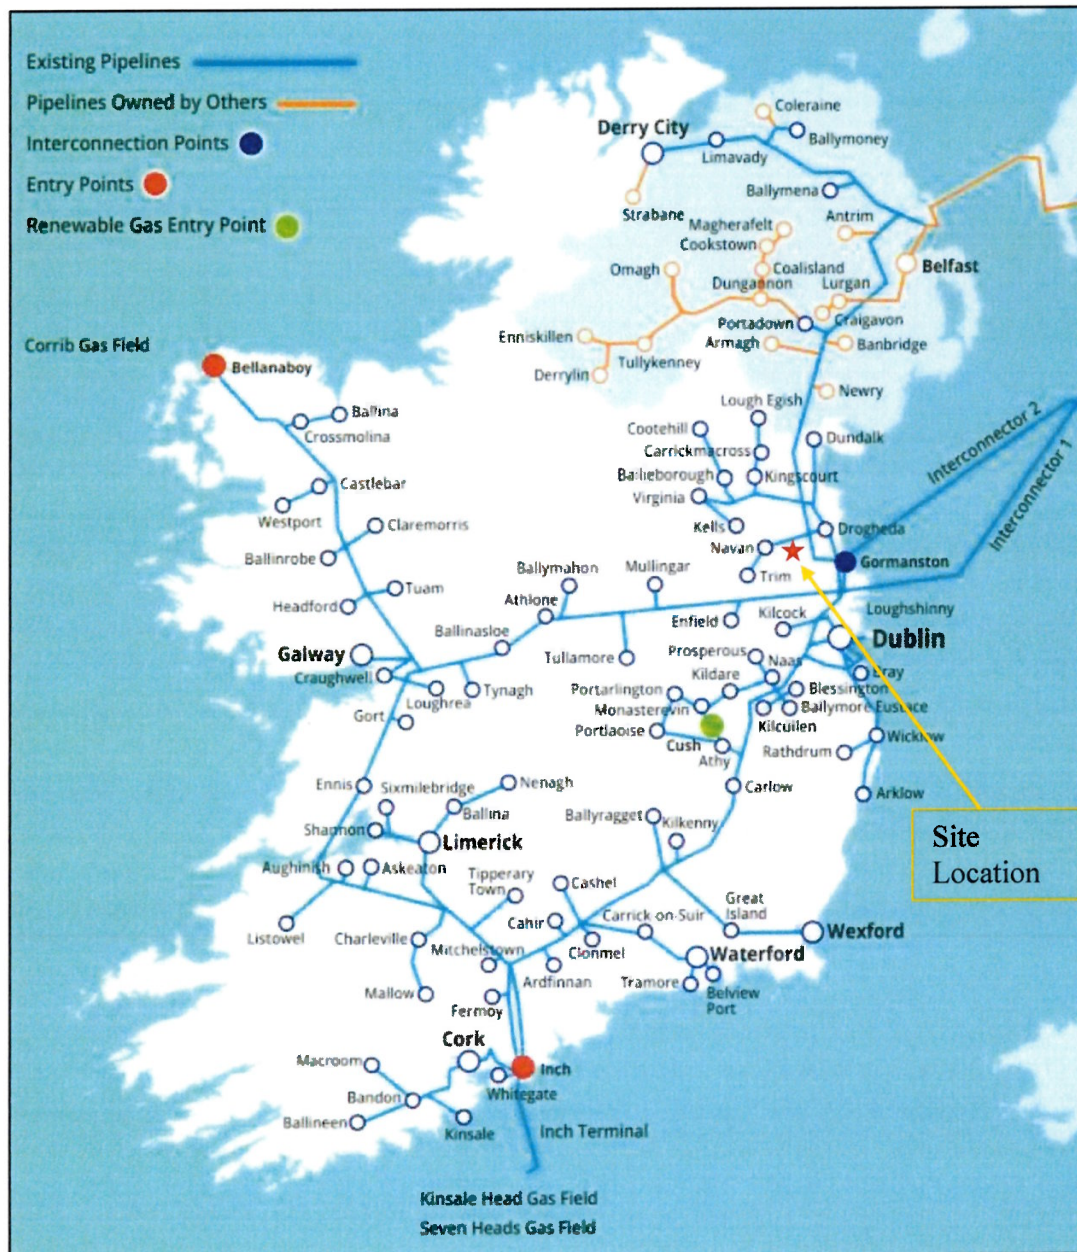 Existing Pipelines
Pipelines Owned by Others
Interconnection Points
Entry Points
Renewable Gas Entry Point
Coleraine
Derry City
Ballymoney
Limavady
Ballymena
Strabane
Magherafelt
Antrim
Cookstown
Omagh
Coalisland
Belfast
Dungannon
Lurgan
Portadown
Craigavon
Enniskillen
Armagh
Banbridge
Tullykenney
Derrylin
Newry
Corrib Gas Field
Bellanaboy
Lough Egish
Ballina
Crossmolina
Cootehill
Dundalk
Carrickmacross
Interconnector 2
Interconnector 1
Castlebar
Bailieborough
Kingscourt
Westport
Virginia
Claremorris
Kells
Drogheda
Ballinrobe
Navan
Gormanston
Ballymahon
Mullingar
Trim
Tuam
Headford
Athlone
Loughshinny
Enfield
Kilcock
Ballinasloe
Dublin
Galway
Tullamore
Prosperous
Naas
Craughwell
Kildare
Bray
Loughrea
Tynagh
Portarlington
Blessington
Monasterevin
Ballymore Eustace
Gort
Kilcullen
Portlaoise
Cush
Wicklow
Athy
Rathdrum
Ennis
Sixmilebridge
Nenagh
Carlow
Arklow
Ballina
Ballyragget
Kilkenny
Shannon
Limerick
Site
Location
Aughinish
Askeaton
Tipperary
Town
Cashel
Great
Island
Cahir
Carrick-on-Suir
Listowel
Charleville
Wexford
Mitchelstown
Clonmel
Waterford
Ardfinnan
Tramore
Belview
Port
Mallow
Fermoy
Cork
Macroom
Inch
Whitegate
Bandon
Ballineen
Kinsale
Inch Terminal
Kinsale Head Gas Field
Seven Heads Gas Field